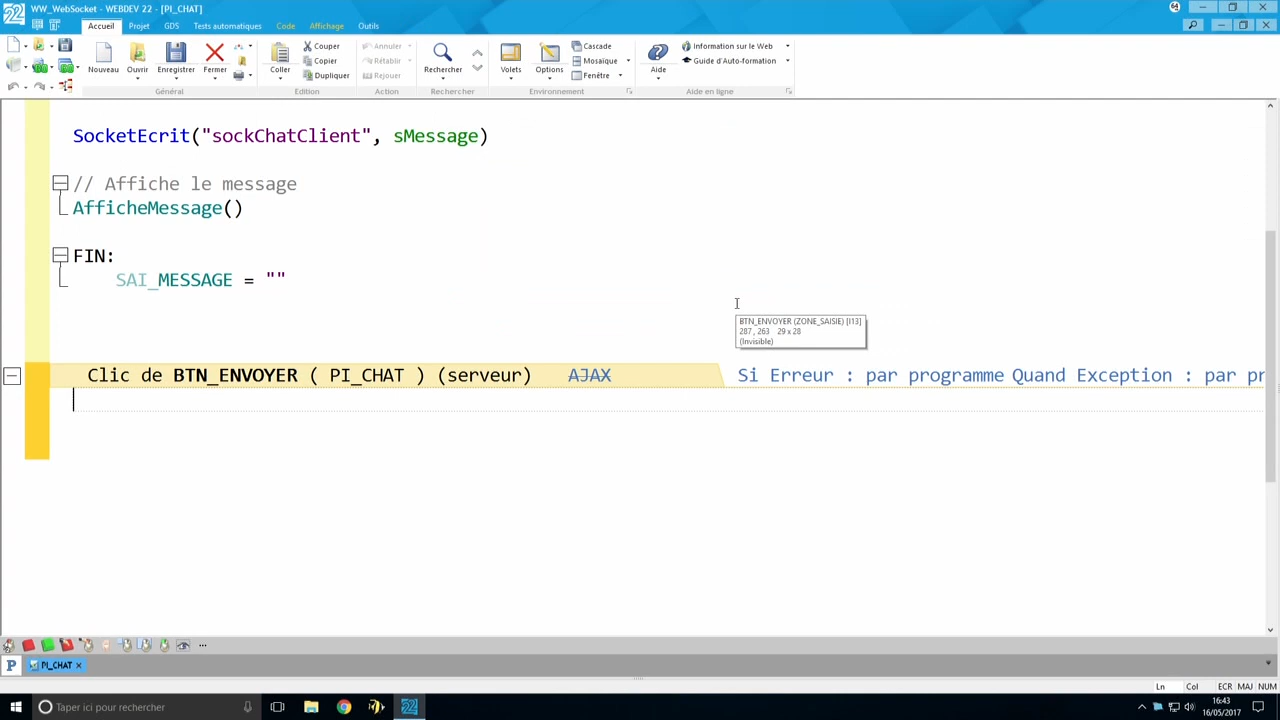 22 WW_WebSocket - WEBDEV 22 - [PI_CHAT] 64
Accueil Projet GDS Tests automatiques Code Affichage Outils
Nouveau Ouvrir Enregistrer Fermer
Général
Coller
Couper
Copier
Dupliquer
Edition
Annuler
Rétablir
Rejouer
Action
Rechercher
Rechercher
Volets Options
Cascade
Mosaïque
Fenêtre
Environnement
Aide
Information sur le Web
Guide d'Auto-formation
Aide en ligne
SocketEcrit("sockChatClient", sMessage)
// Affiche le message
AfficheMessage()
FIN:
SAI_MESSAGE = ""
BTN_ENVOYER (ZONE_SAISIE) [I13]
287 , 263 29 x 28
(Invisible)
Clic de BTN_ENVOYER ( PI_CHAT ) (serveur) AJAX Si Erreur : par programme Quand Exception : par pr
...
P PI_CHAT ×
Ln Col ECR MAJ NUM
Taper ici pour rechercher 22 16:43
16/05/2017